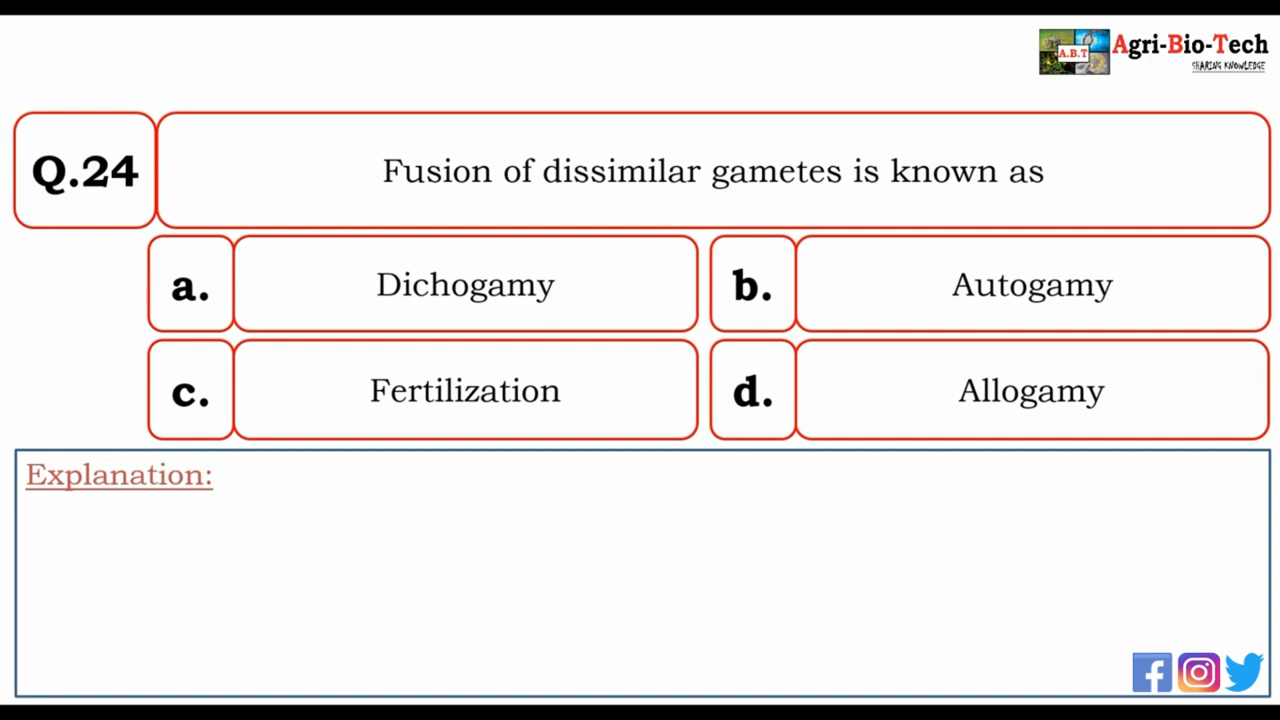 A.B.T
Agri-Bio-Tech
SHARING KNOWLEDGE
Q.24
Fusion of dissimilar gametes is known as
a.
Dichogamy
b.
Autogamy
c.
Fertilization
d.
Allogamy
Explanation: